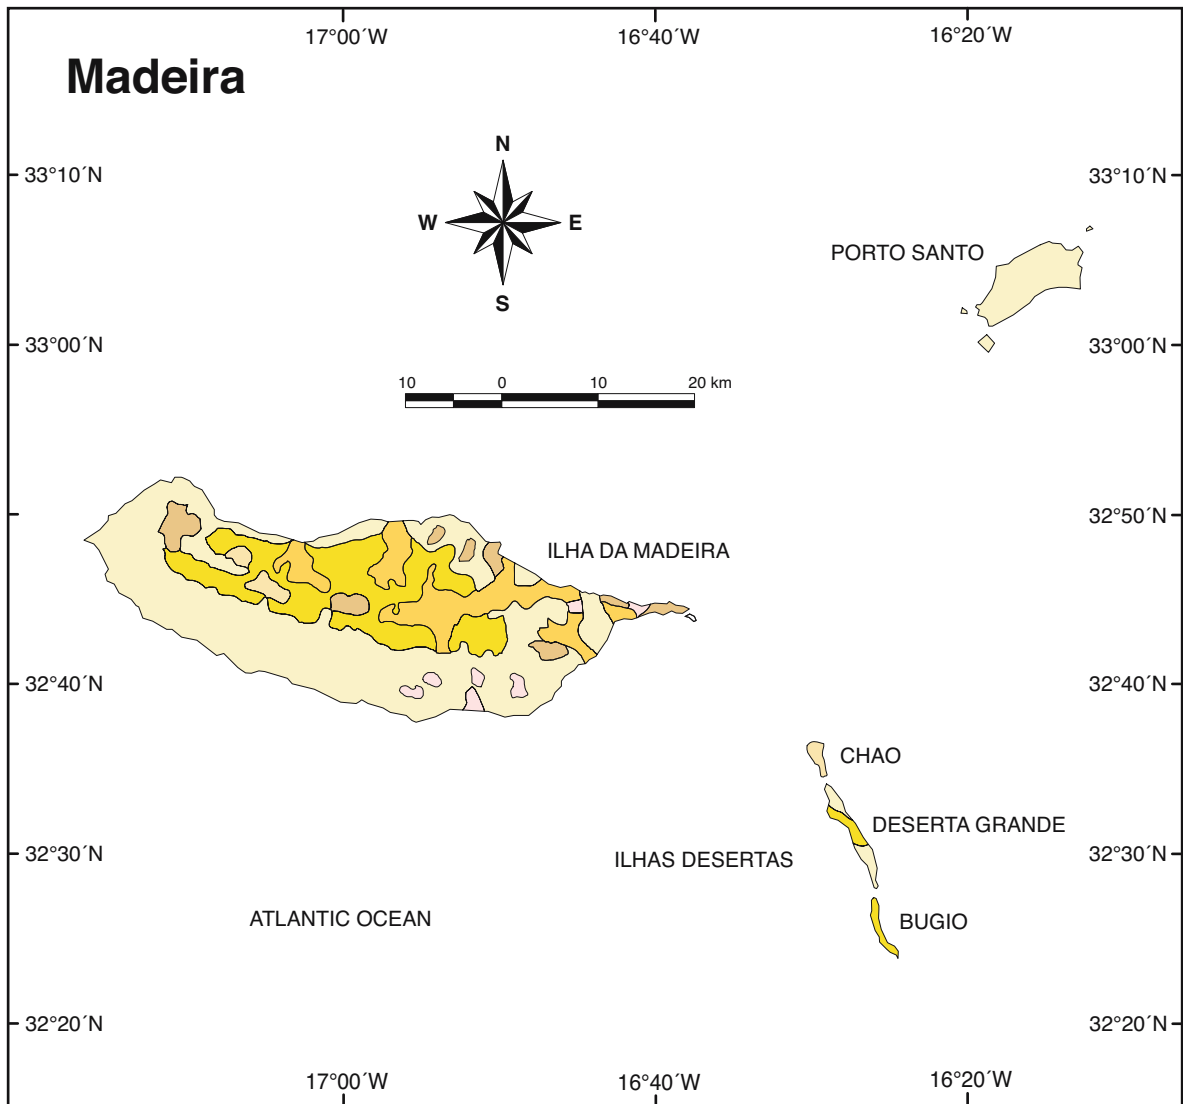 17°00´W 16°40´W 16°20´W
Madeira
N
33°10´N 33°10´N
W E
PORTO SANTO
S
33°00´N 33°00´N
10 0 10 20 km
32°50´N
ILHA DA MADEIRA
32°40´N 32°40´N
CHAO
DESERTA GRANDE
32°30´N 32°30´N
ILHAS DESERTAS
ATLANTIC OCEAN
BUGIO
32°20´N 32°20´N
17°00´W 16°40´W 16°20´W